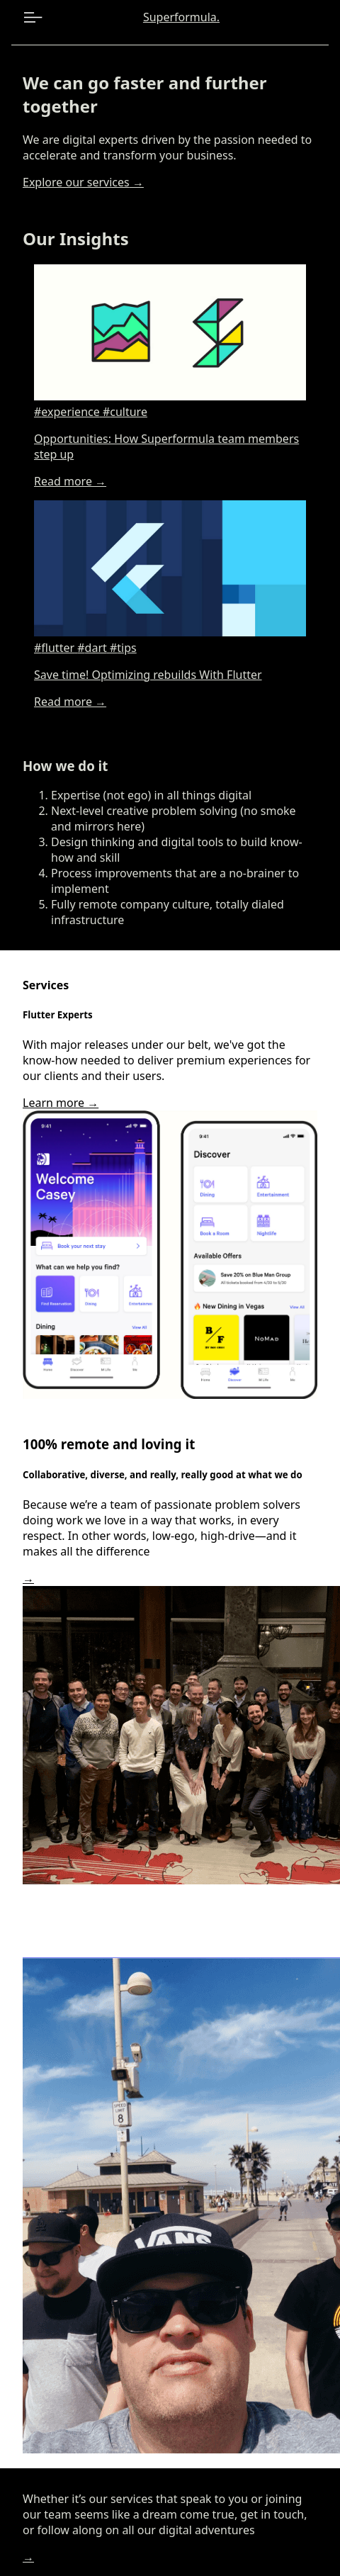 Superformula.
We can go faster and further
together
We are digital experts driven by the passion needed to
accelerate and transform your business.
Explore our services →
Our Insights
#experience #culture
Opportunities: How Superformula team members
step up
Read more →
#flutter #dart #tips
Save time! Optimizing rebuilds With Flutter
Read more →
How we do it
1. Expertise (not ego) in all things digital
2. Next-level creative problem solving (no smoke
and mirrors here)
3. Design thinking and digital tools to build know-
how and skill
4. Process improvements that are a no-brainer to
implement
5. Fully remote company culture, totally dialed
infrastructure
Services
Flutter Experts
With major releases under our belt, we've got the
know-how needed to deliver premium experiences for
our clients and their users.
Learn more →
9:41
Welcome
Casey
Book your next stay
What can we help you find?
Find Reservation
Dining
Entertainment
Dining
View All
Home
Discover
M Life
Me
9:41
Discover
Dining
Entertainment
Book a Room
Nightlife
Available Offers
Save 20% on Blue Man Group
New Dining in Vegas
View All
B/F
NoMad
Home
Discover
M Life
Me
100% remote and loving it
Collaborative, diverse, and really, really good at what we do
Because we’re a team of passionate problem solvers
doing work we love in a way that works, in every
respect. In other words, low-ego, high-drive—and it
makes all the difference
→
SPEED
LIMIT
8
VANS
Whether it’s our services that speak to you or joining
our team seems like a dream come true, get in touch,
or follow along on all our digital adventures
→